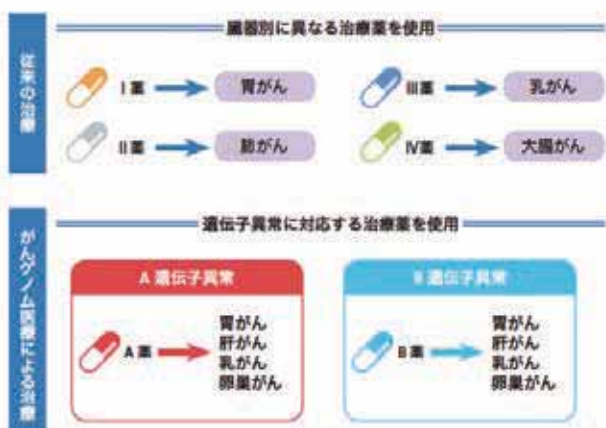 従来の治療
臓器別に異なる治療薬を使用
I薬
胃がん
III薬
乳がん
II薬
肺がん
IV薬
大腸がん
がんゲノム医療による治療
遺伝子異常に対応する治療薬を使用
A 遺伝子異常
A薬
胃がん
肝がん
乳がん
卵巣がん
B 遺伝子異常
B薬
胃がん
肝がん
乳がん
卵巣がん